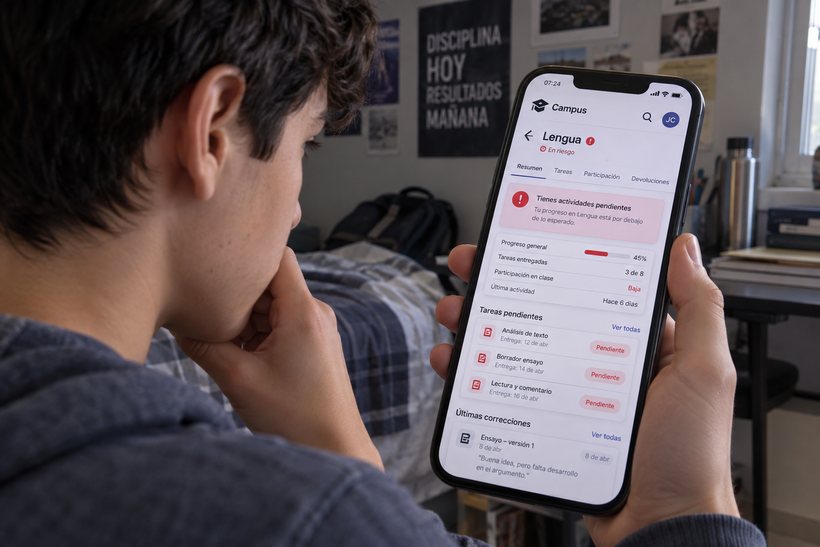 DISCIPLINA
HOY
RESULTADOS
MAÑANA
07:24
Campus
JC
Lengua
En riesgo
Resumen Tareas Participación Devoluciones
Tienes actividades pendientes
Tu progreso en Lengua está por debajo
de lo esperado.
Progreso general 45%
Tareas entregadas 3 de 8
Participación en clase Baja
Última actividad Hace 6 días
Tareas pendientes Ver todas
Análisis de texto
Entrega: 12 de abr
Pendiente
Borrador ensayo
Entrega: 14 de abr
Pendiente
Lectura y comentario
Entrega: 16 de abr
Pendiente
Últimas correcciones Ver todas
Ensayo – versión 1
8 de abr
8 de abr
"Buena idea, pero falta desarrollo
en el argumento."